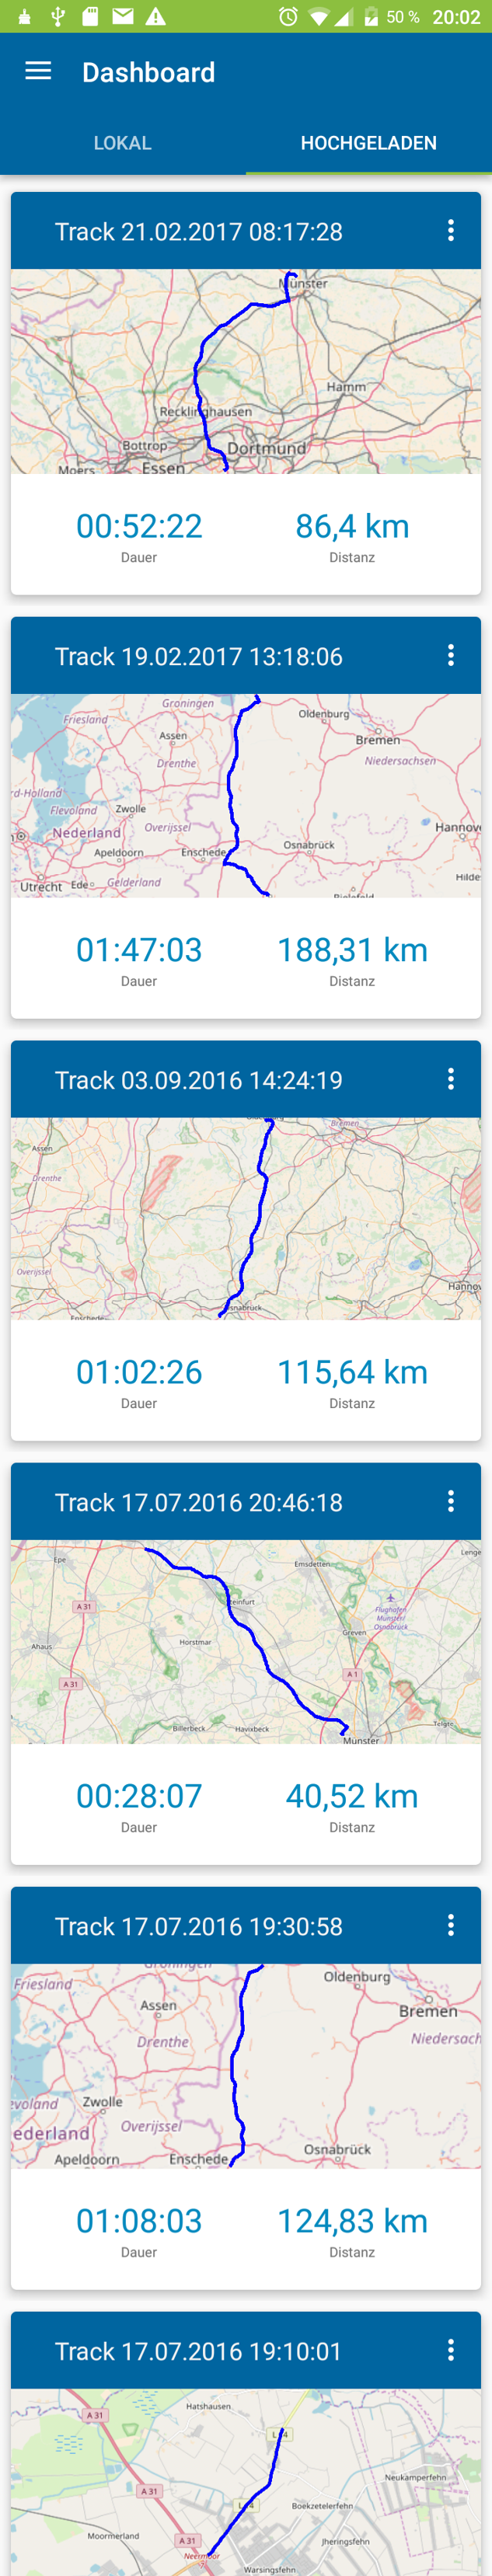 50 % 20:02
Dashboard
LOKAL HOCHGELADEN
Track 21.02.2017 08:17:28
Münster
Hamm
Recklinghausen
Bottrop Dortmund
Moers Essen
00:52:22 86,4 km
Dauer Distanz
Track 19.02.2017 13:18:06
Groningen
Friesland Oldenburg
Assen Bremen
Drenthe Niedersachsen
rd-Holland
Flevoland Zwolle
Nederland Overijssel Hannove
Apeldoorn Enschede Osnabrück
Utrecht Ede Gelderland Hilde
Bielefeld
01:47:03 188,31 km
Dauer Distanz
Track 03.09.2016 14:24:19
Bremen
Assen
Drenthe
Overijssel
Hannov
Enschede Osnabrück
01:02:26 115,64 km
Dauer Distanz
Track 17.07.2016 20:46:18
Epe Emsdetten Lenge
A 31 teinfurt Flughafen
Münster/
Osnabrück
Greven
Ahaus Horstmar
A 31 A 1
Billerbeck Havixbeck Telgte
Münster
00:28:07 40,52 km
Dauer Distanz
Track 17.07.2016 19:30:58
Groningen
Friesland Oldenburg
Assen Bremen
Drenthe Niedersach
evoland Zwolle
ederland Overijssel
Apeldoorn Enschede Osnabrück
01:08:03 124,83 km
Dauer Distanz
Track 17.07.2016 19:10:01
Hatshausen
A 31 L 14
Neukamperfehn
A 31 L 14 Boekzetelerfehn
Moormerland A 31 Jheringsfehn
Neermoor
Warsingsfehn